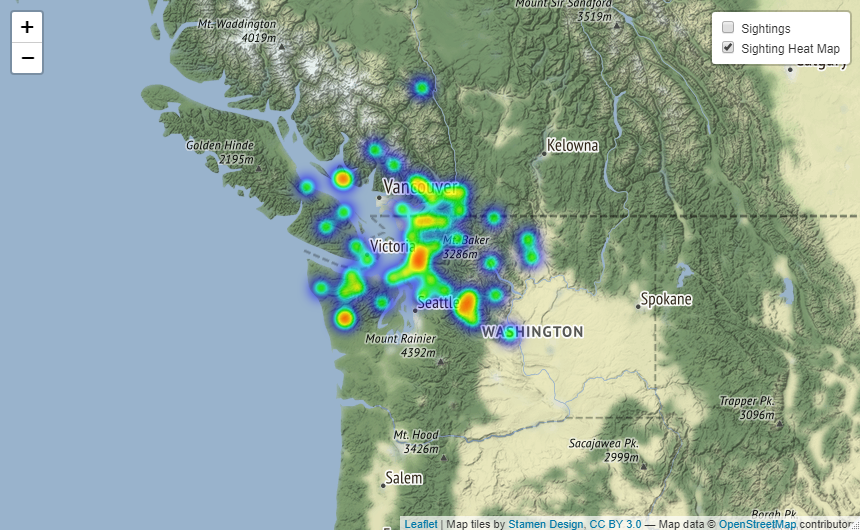 Mount Sir Sandford
3519m
Mt. Waddington
4019m
+
−
Sightings
Sighting Heat Map
Calgary
Golden Hinde
2195m
Kelowna
Vancouver
Victoria
Mt. Baker
3286m
Seattle
Spokane
WASHINGTON
Mount Rainier
4392m
Trapper Pk.
3096m
Mt. Hood
3426m
Sacajawea Pk.
2999m
Salem
Borah Pk.
Leaflet | Map tiles by Stamen Design, CC BY 3.0 — Map data © OpenStreetMap contributors